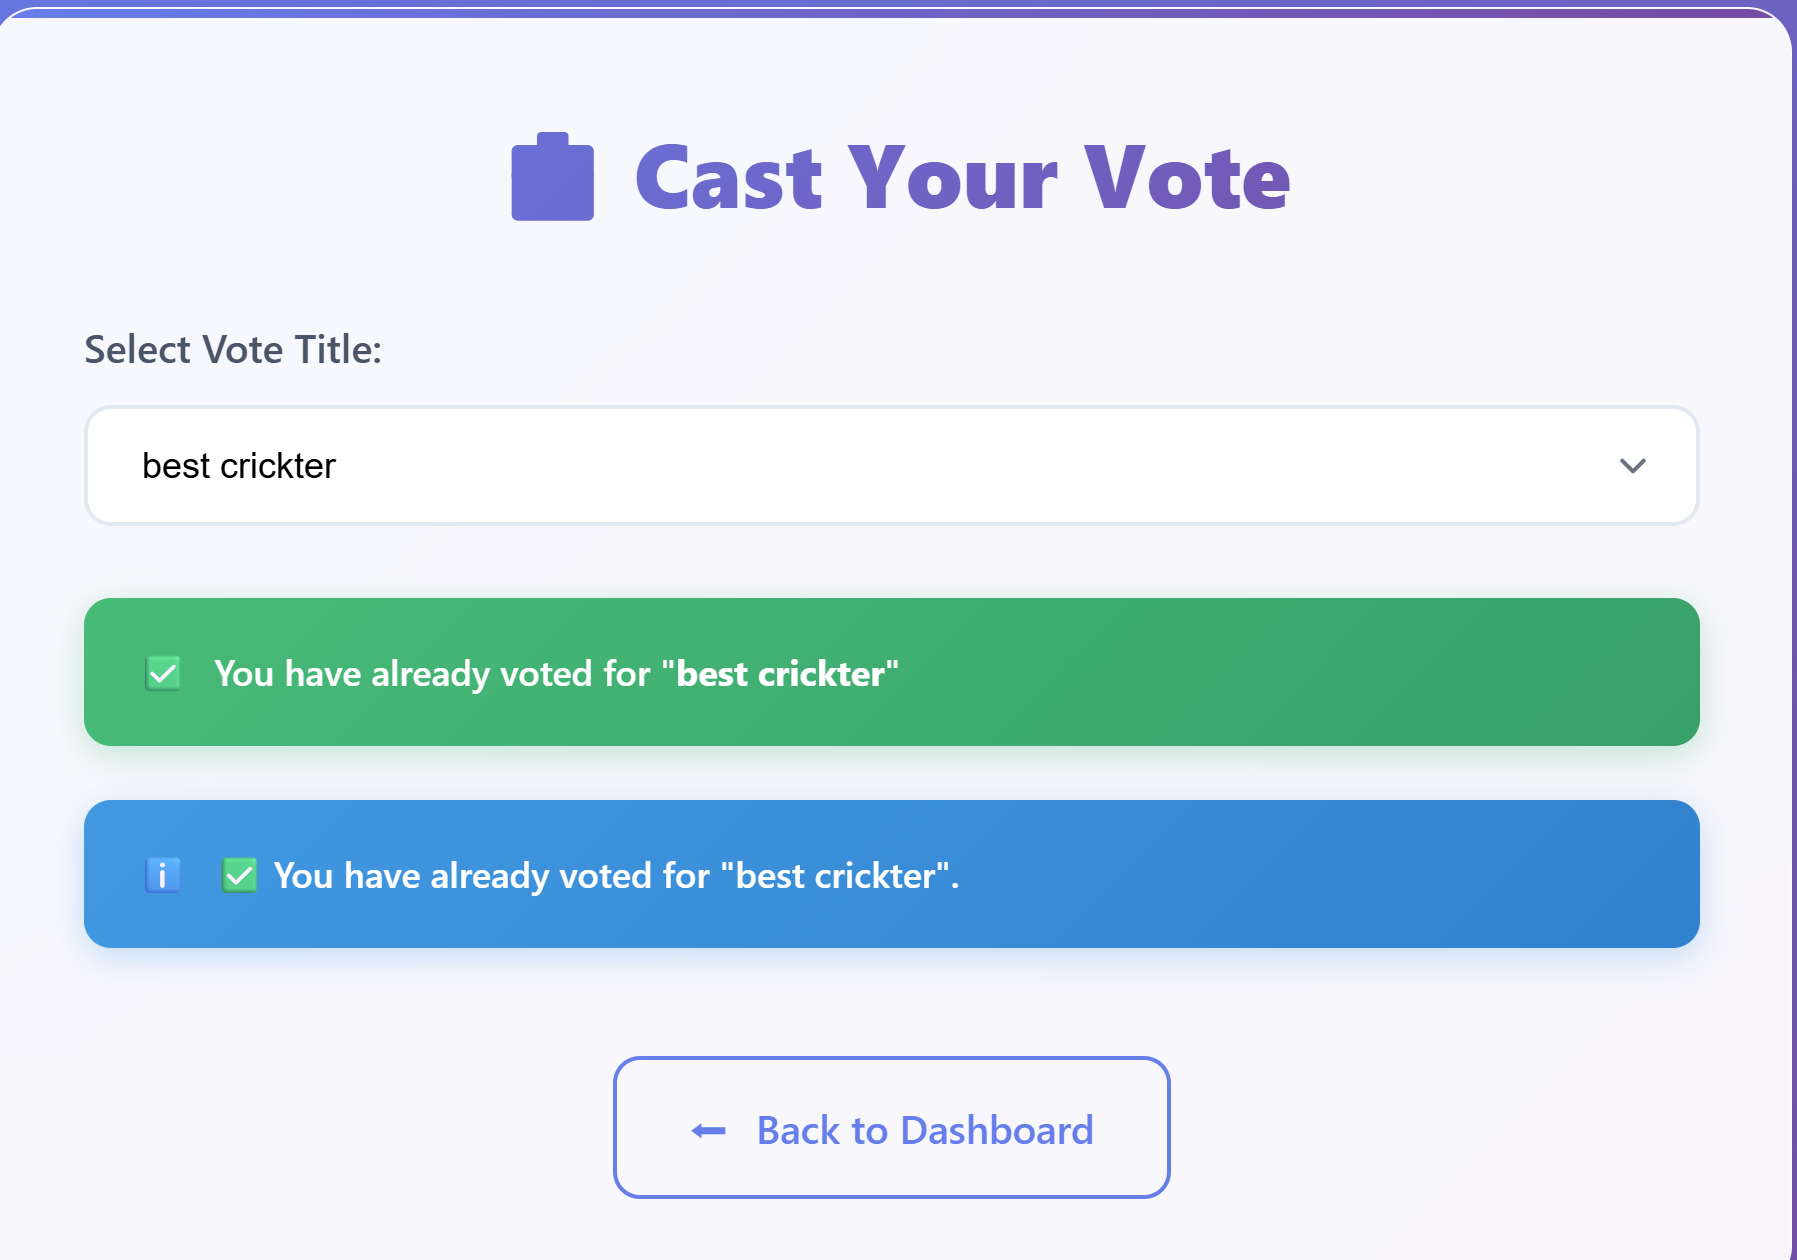 Cast Your Vote
Select Vote Title:
best crickter
You have already voted for "best crickter"
You have already voted for "best crickter".
Back to Dashboard